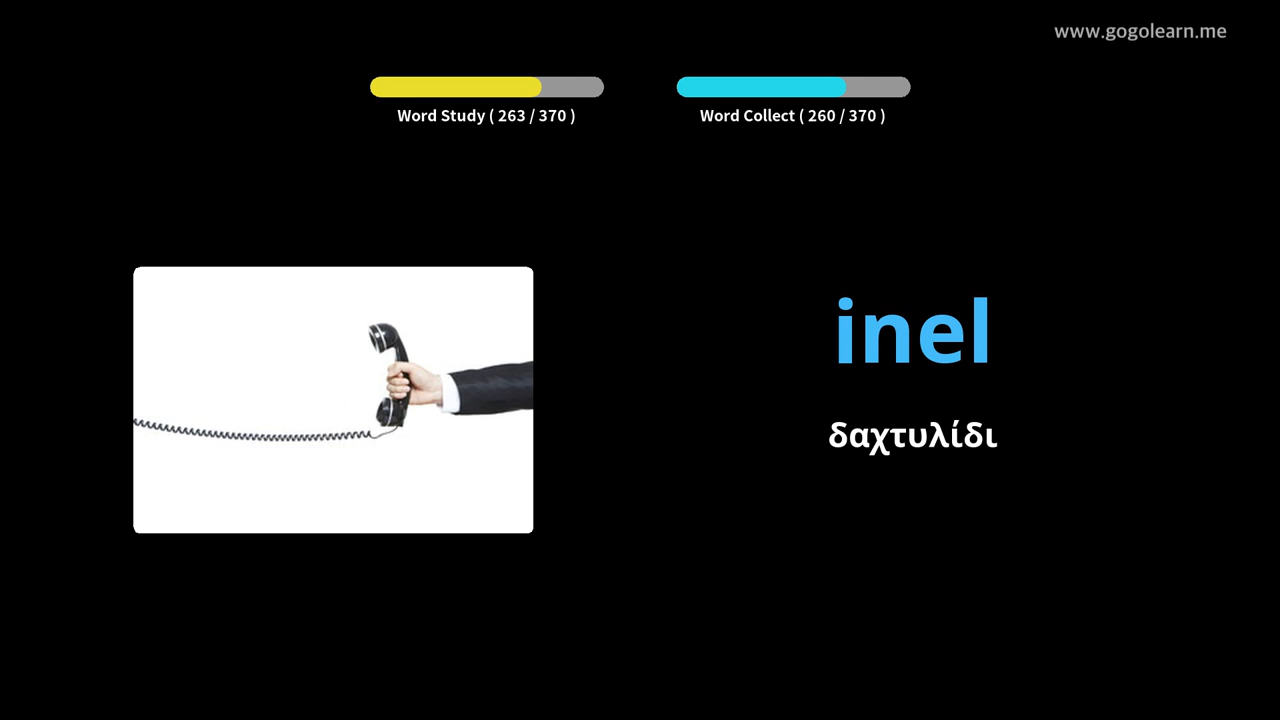 www.gogolearn.me
Word Study ( 263 / 370 )
Word Collect ( 260 / 370 )
inel
δαχτυλίδι